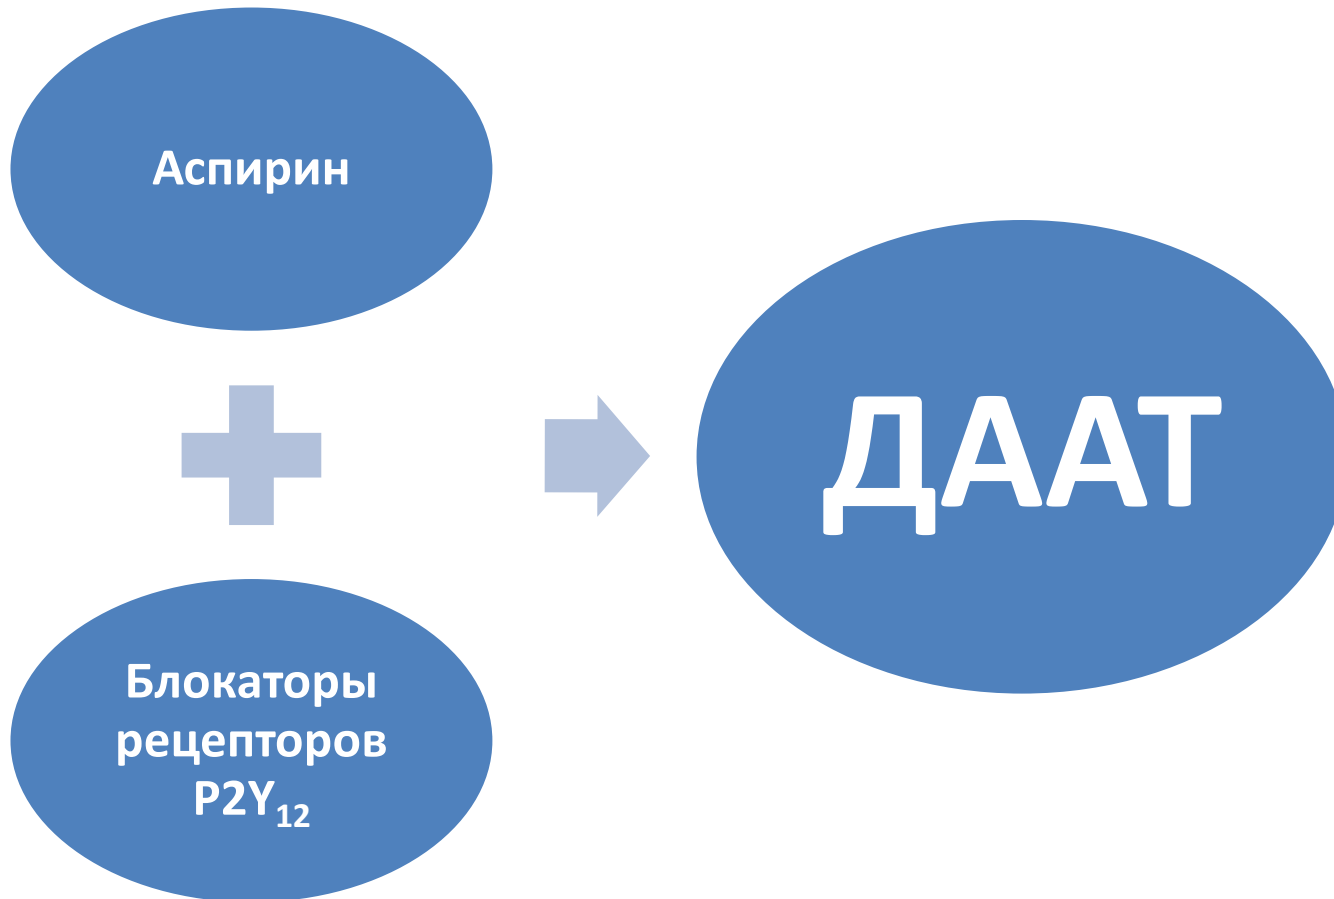 Аспирин
ДААТ
Блокаторы
рецепторов
P2Y₁₂